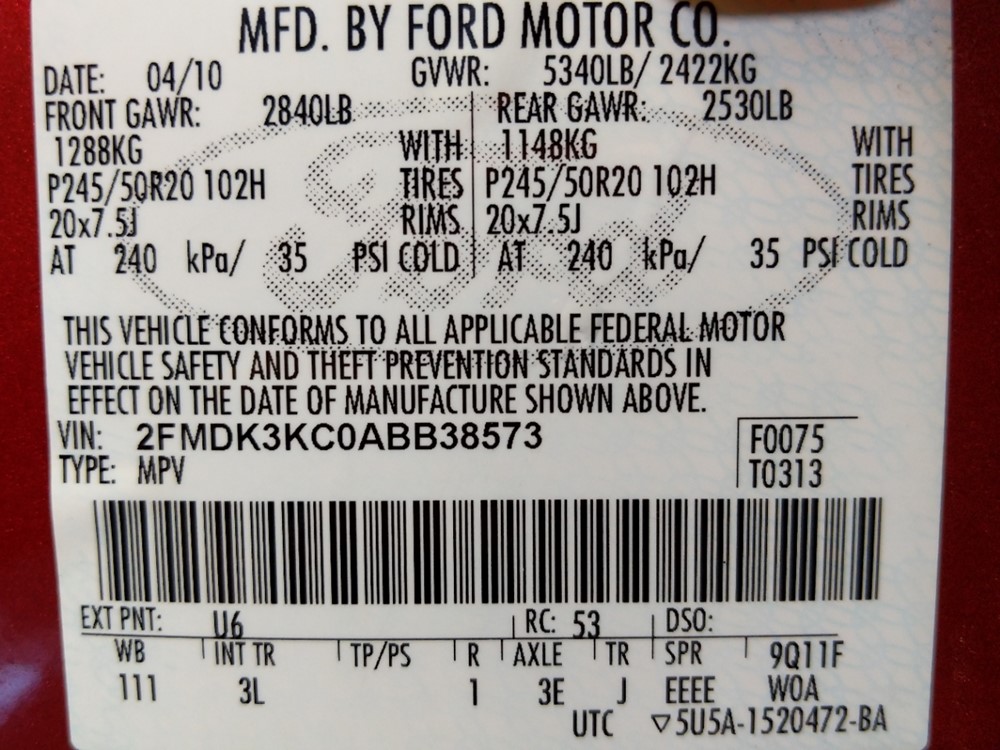 MFD. BY FORD MOTOR CO.
DATE: 04/10 GVWR: 5340LB/ 2422KG
FRONT GAWR: 2840LB REAR GAWR: 2530LB
1288KG WITH 1148KG WITH
P245/50R20 102H TIRES P245/50R20 102H TIRES
20x7.5J RIMS 20x7.5J RIMS
AT 240 kPa/ 35 PSI COLD AT 240 kPa/ 35 PSI COLD
THIS VEHICLE CONFORMS TO ALL APPLICABLE FEDERAL MOTOR
VEHICLE SAFETY AND THEFT PREVENTION STANDARDS IN
EFFECT ON THE DATE OF MANUFACTURE SHOWN ABOVE.
VIN: 2FMDK3KC0ABB38573 F0075
TYPE: MPV T0313
EXT PNT: U6 RC: 53 DSO:
WB INT TR TP/PS R AXLE TR SPR 9Q11F
111 3L 1 3E J EEEE WOA
UTC ▽5U5A-1520472-BA
Ford